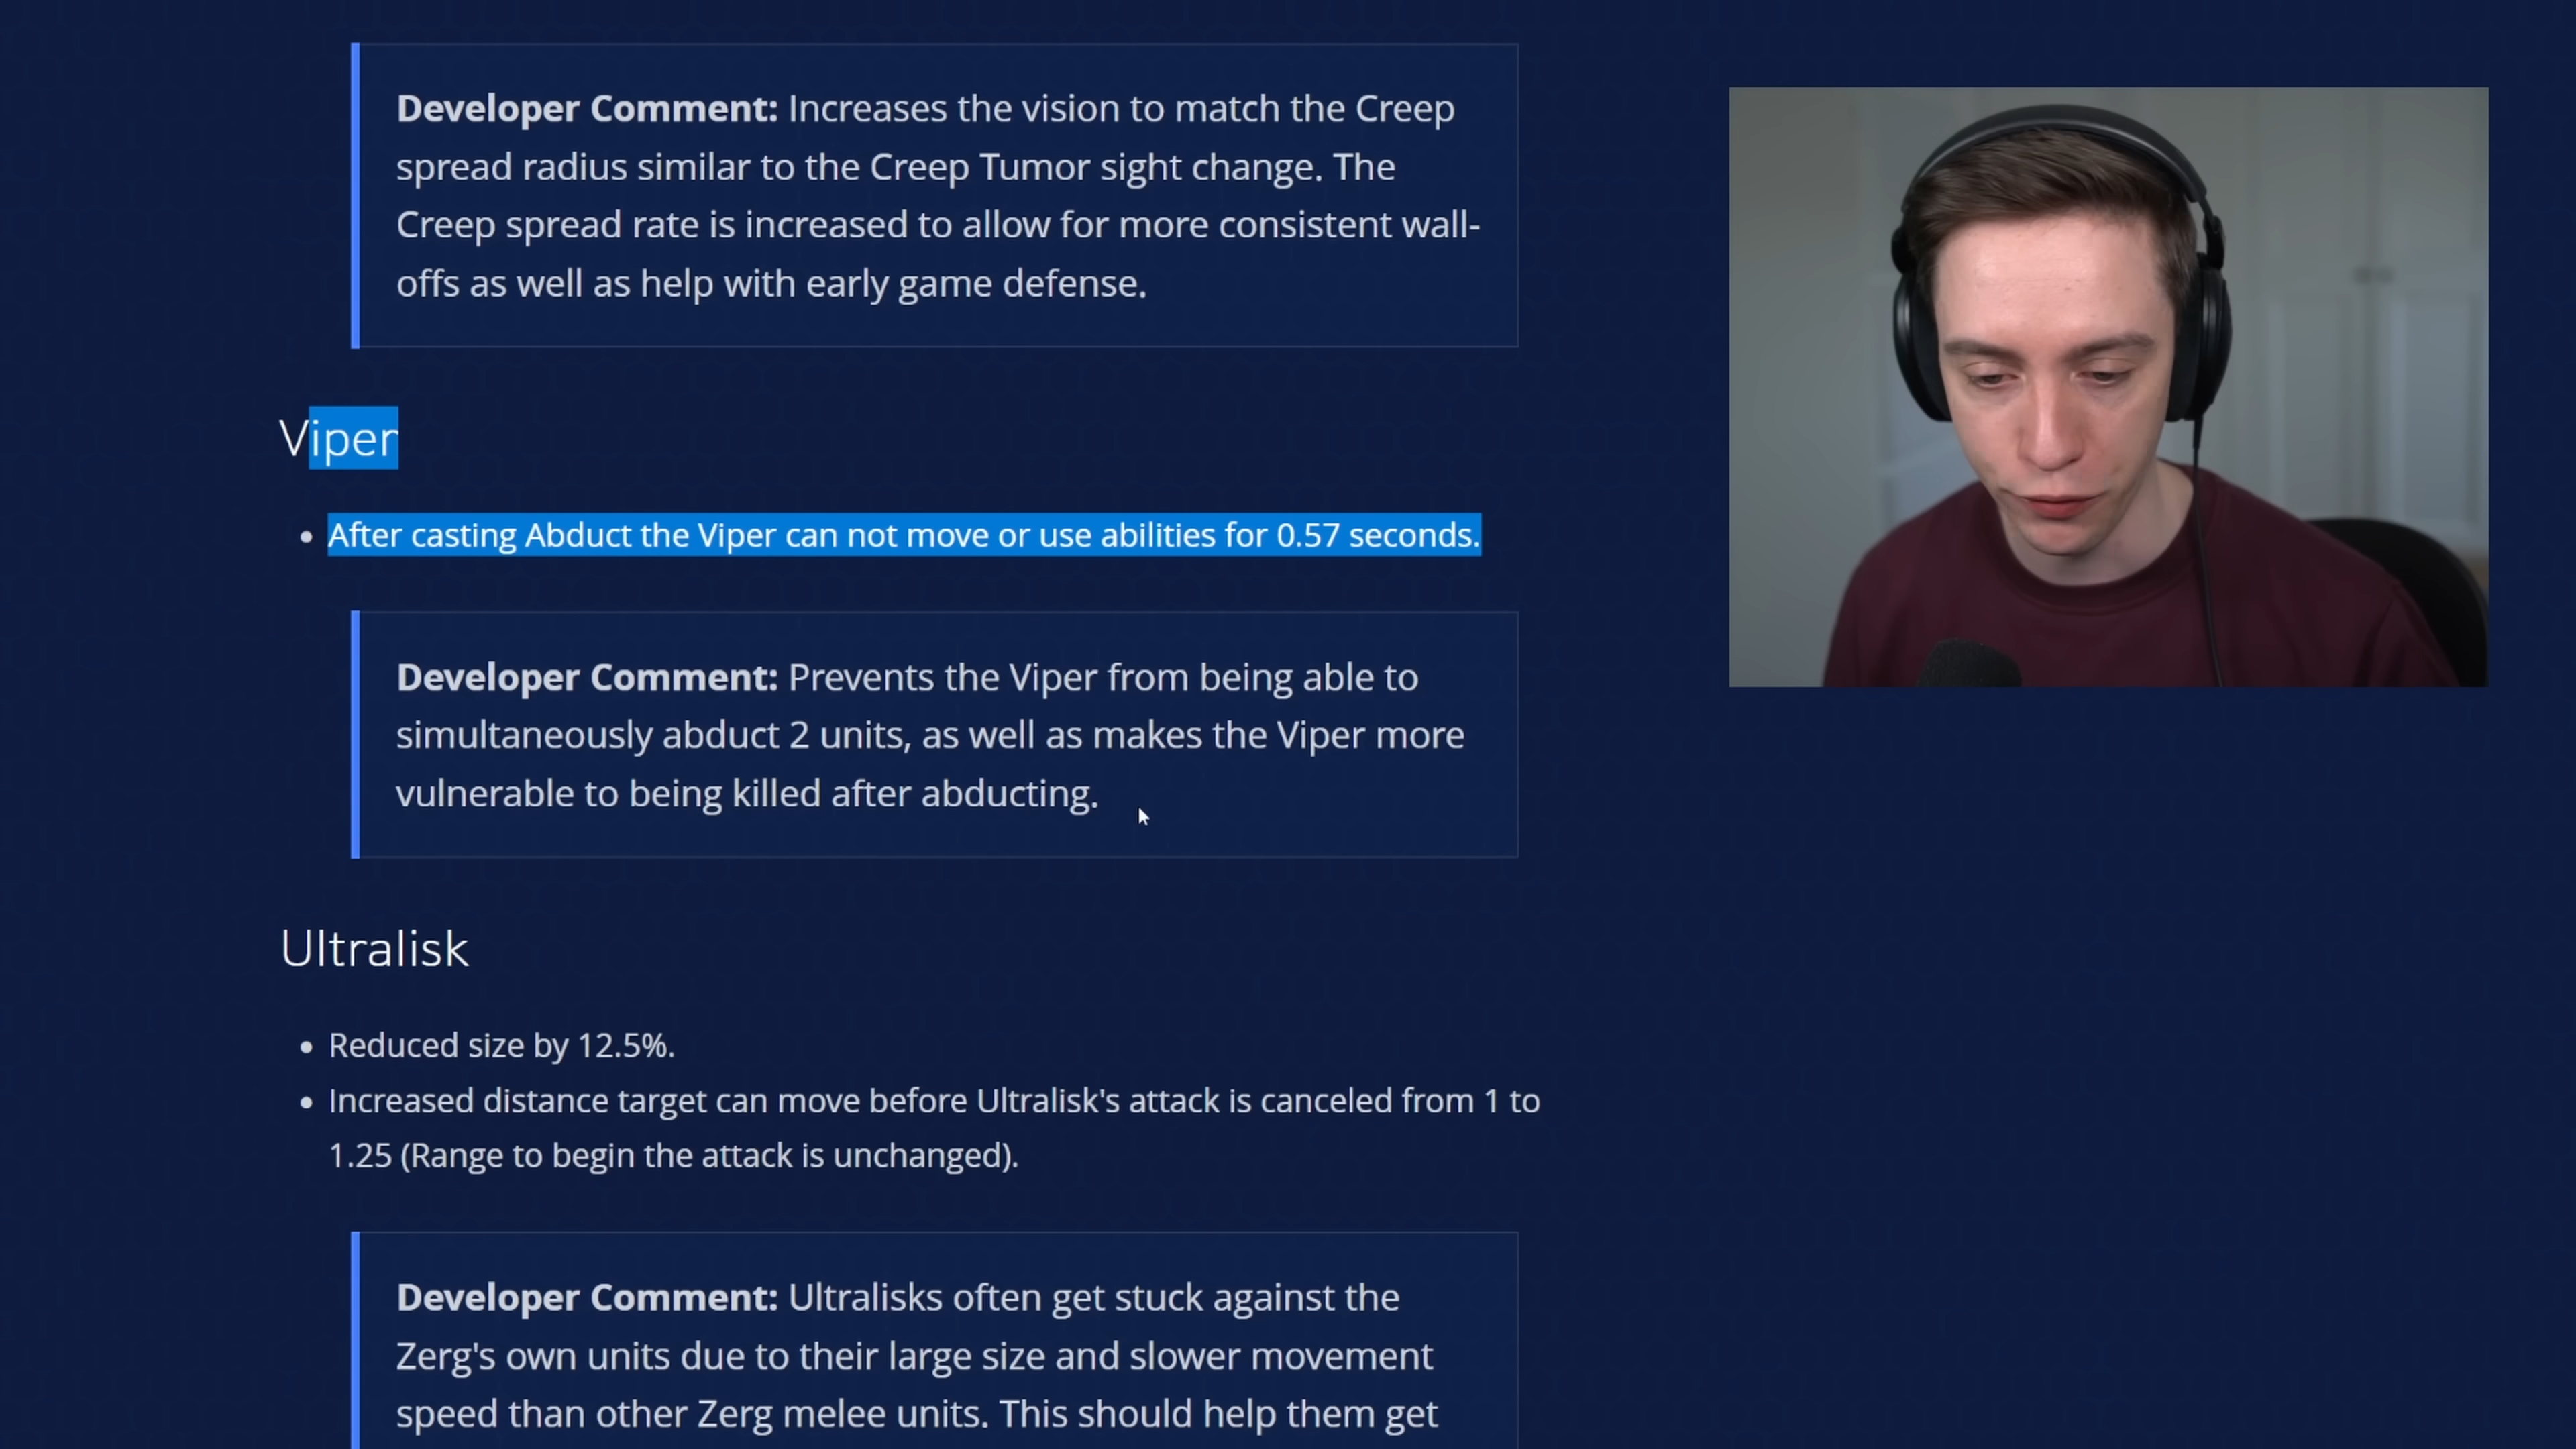 Developer Comment: Increases the vision to match the Creep
spread radius similar to the Creep Tumor sight change. The
Creep spread rate is increased to allow for more consistent wall-
offs as well as help with early game defense.
Viper
• After casting Abduct the Viper can not move or use abilities for 0.57 seconds.
Developer Comment: Prevents the Viper from being able to
simultaneously abduct 2 units, as well as makes the Viper more
vulnerable to being killed after abducting.
Ultralisk
• Reduced size by 12.5%.
• Increased distance target can move before Ultralisk's attack is canceled from 1 to
1.25 (Range to begin the attack is unchanged).
Developer Comment: Ultralisks often get stuck against the
Zerg's own units due to their large size and slower movement
speed than other Zerg melee units. This should help them get